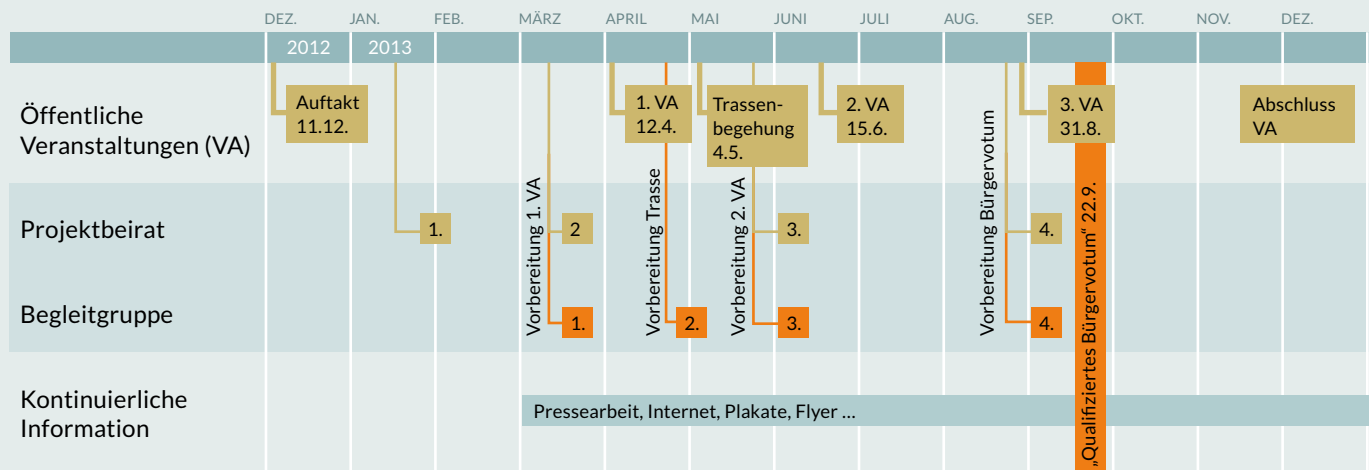 DEZ. JAN. FEB. MÄRZ APRIL MAI JUNI JULI AUG. SEP. OKT. NOV. DEZ.
2012 2013
Öffentliche
Veranstaltungen (VA)
Auftakt
11.12.
1. VA
12.4.
Trassen-
begehung
4.5.
2. VA
15.6.
3. VA
31.8.
Abschluss
VA
Projektbeirat
1.
2
3.
4.
Begleitgruppe
1.
2.
3.
4.
Vorbereitung 1. VA
Vorbereitung Trasse
Vorbereitung 2. VA
Vorbereitung Bürgervotum
„Qualifiziertes Bürgervotum“ 22.9.
Kontinuierliche
Information
Pressearbeit, Internet, Plakate, Flyer ...